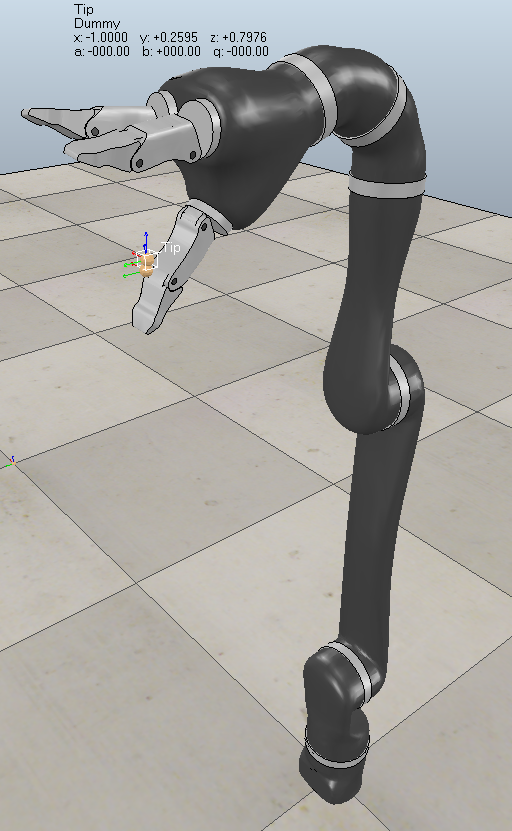 Tip
Dummy
x: -1.0000 y: +0.2595 z: +0.7976
a: -000.00 b: +000.00 q: -000.00
Tip